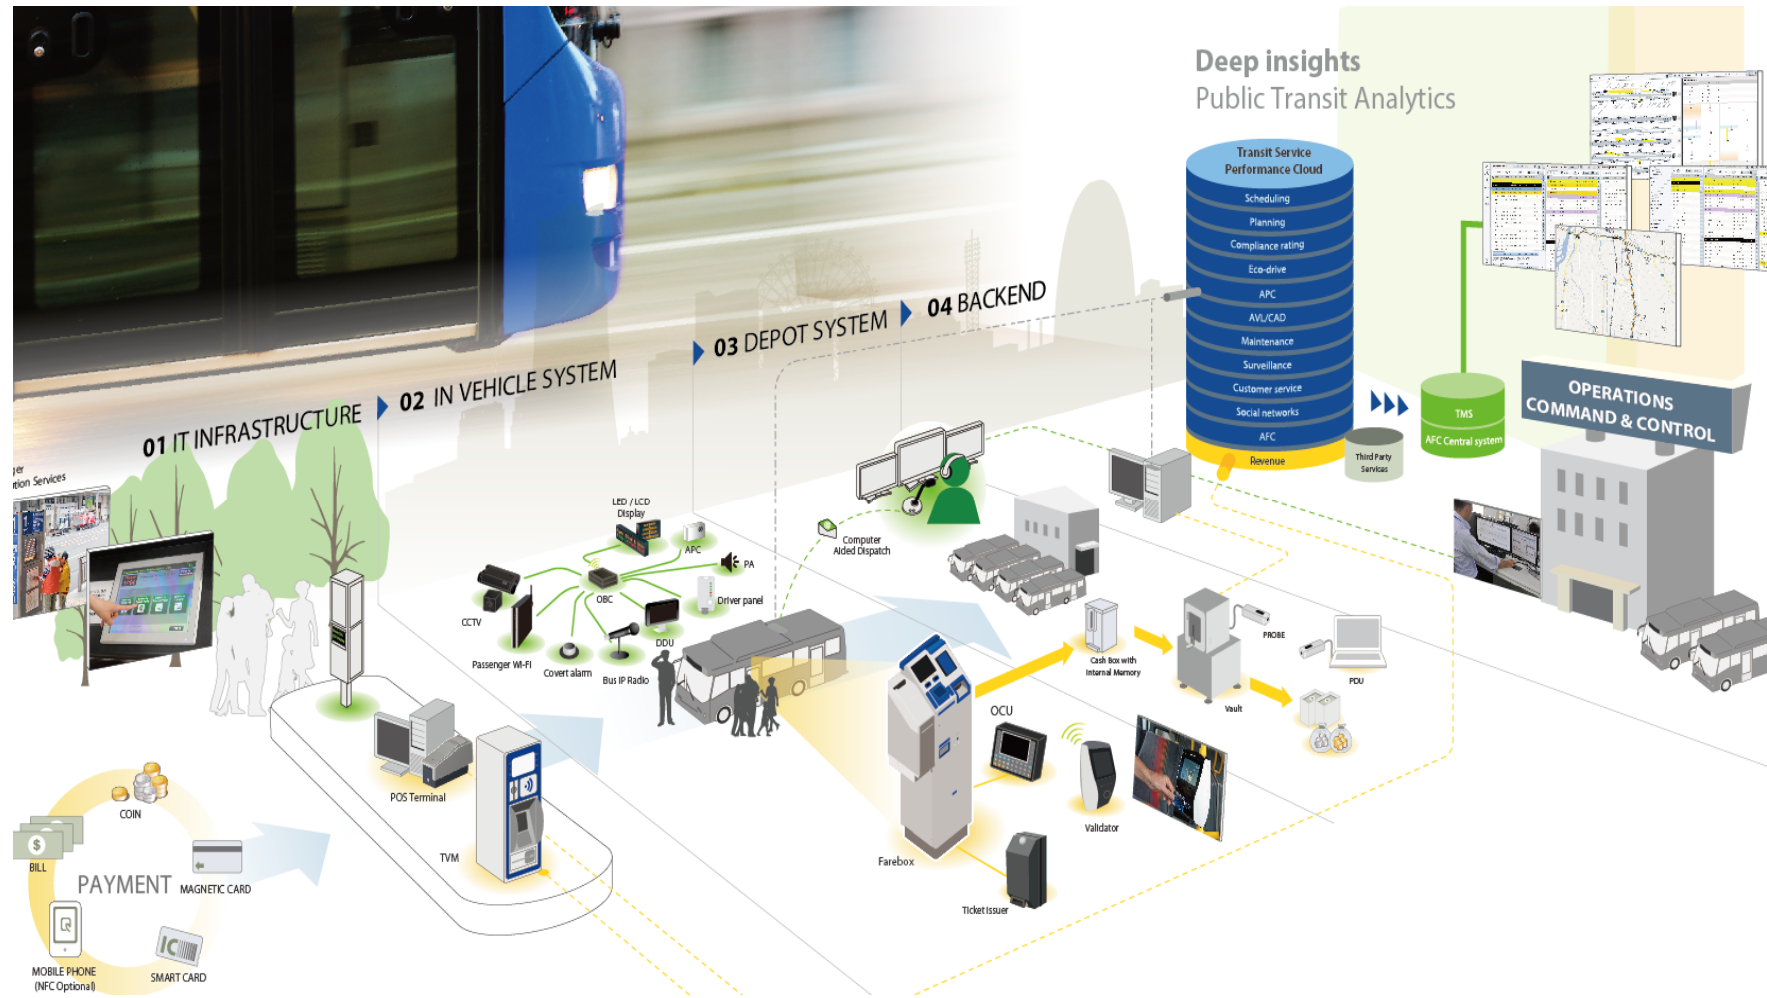 Deep insights
Public Transit Analytics
Transit Service
Performance Cloud
Scheduling
Planning
Compliance rating
Eco-drive
APC
AVL/CAD
Maintenance
Surveillance
Customer service
Social networks
AFC
Revenue
Third Party
Services
TMS
AFC Central system
OPERATIONS
COMMAND & CONTROL
01 IT INFRASTRUCTURE
02 IN VEHICLE SYSTEM
03 DEPOT SYSTEM
04 BACKEND
Services
LED / LCD
Display
APC
PA
OBC
Driver panel
CCTV
DDU
Passenger WI-FI
Covert alarm
Bus IP Radio
Computer
Aided Dispatch
Cash Box with
Internal Memory
PROBE
PDU
Vault
OCU
Validator
Farebox
Ticket Issuer
POS Terminal
TVM
COIN
BILL
PAYMENT
MAGNETIC CARD
IC
SMART CARD
MOBILE PHONE
(NFC Optional)